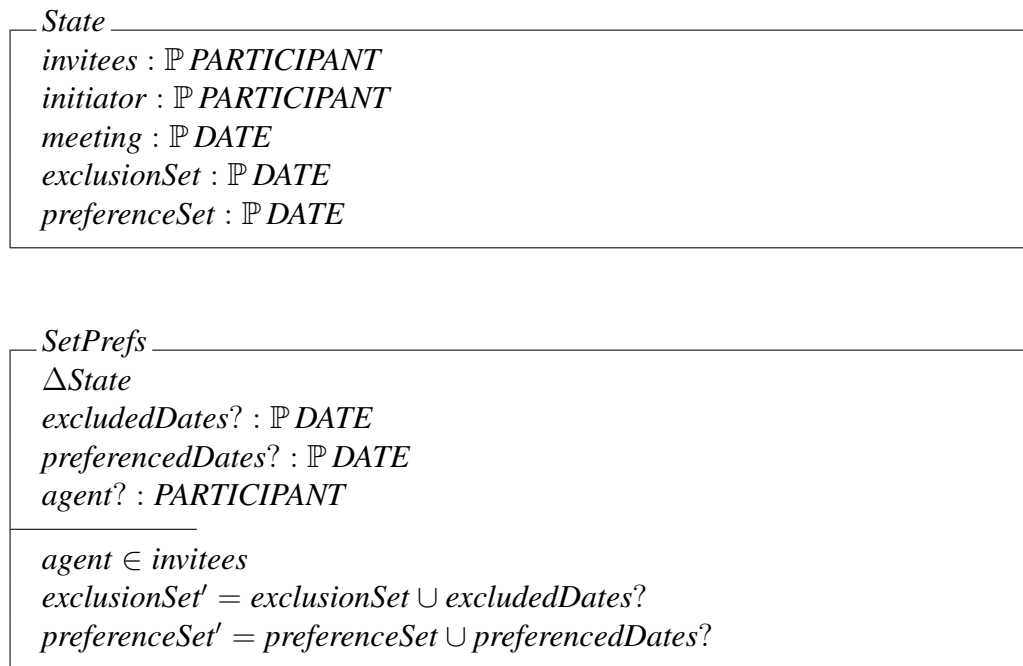 State
invitees : ℙ PARTICIPANT
initiator : ℙ PARTICIPANT
meeting : ℙ DATE
exclusionSet : ℙ DATE
preferenceSet : ℙ DATE
SetPrefs
ΔState
excludedDates? : ℙ DATE
preferencedDates? : ℙ DATE
agent? : PARTICIPANT
agent ∈ invitees
exclusionSet′ = exclusionSet ∪ excludedDates?
preferenceSet′ = preferenceSet ∪ preferencedDates?